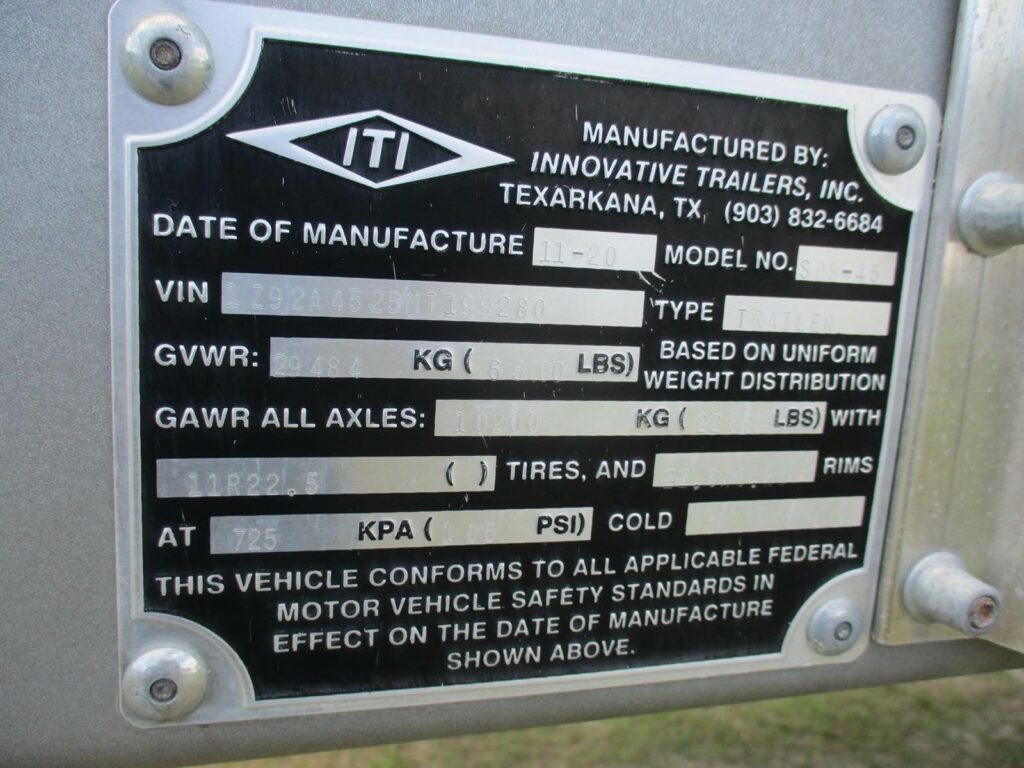 ITI
MANUFACTURED BY:
INNOVATIVE TRAILERS, INC.
TEXARKANA, TX, (903) 832-6684
DATE OF MANUFACTURE 11-20 MODEL NO. SDS-45
VIN TYPE TRAILER
GVWR: 29484 KG ( LBS) BASED ON UNIFORM
WEIGHT DISTRIBUTION
GAWR ALL AXLES: 10200 KG ( LBS) WITH
11R22.5 ( ) TIRES, AND RIMS
AT 725 KPA ( PSI) COLD
THIS VEHICLE CONFORMS TO ALL APPLICABLE FEDERAL
MOTOR VEHICLE SAFETY STANDARDS IN
EFFECT ON THE DATE OF MANUFACTURE
SHOWN ABOVE.